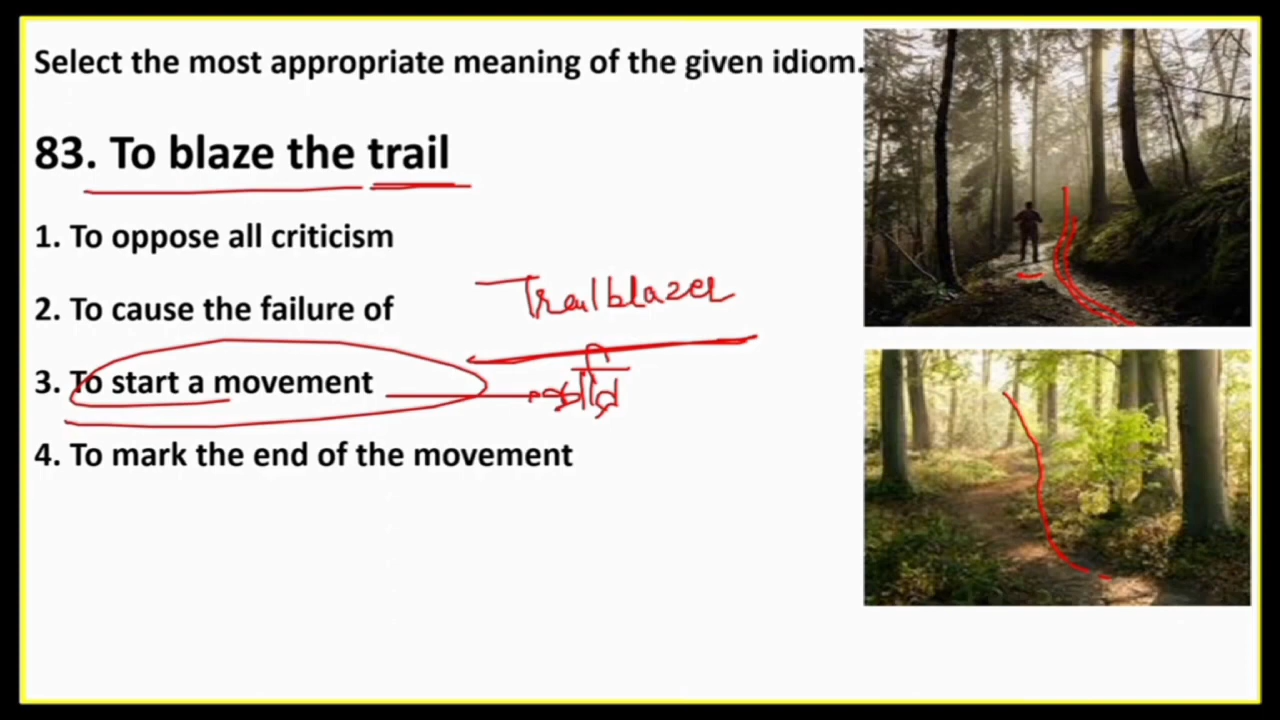 Select the most appropriate meaning of the given idiom.
83. To blaze the trail
1. To oppose all criticism
2. To cause the failure of
Trailblazer
3. To start a movement
4. To mark the end of the movement